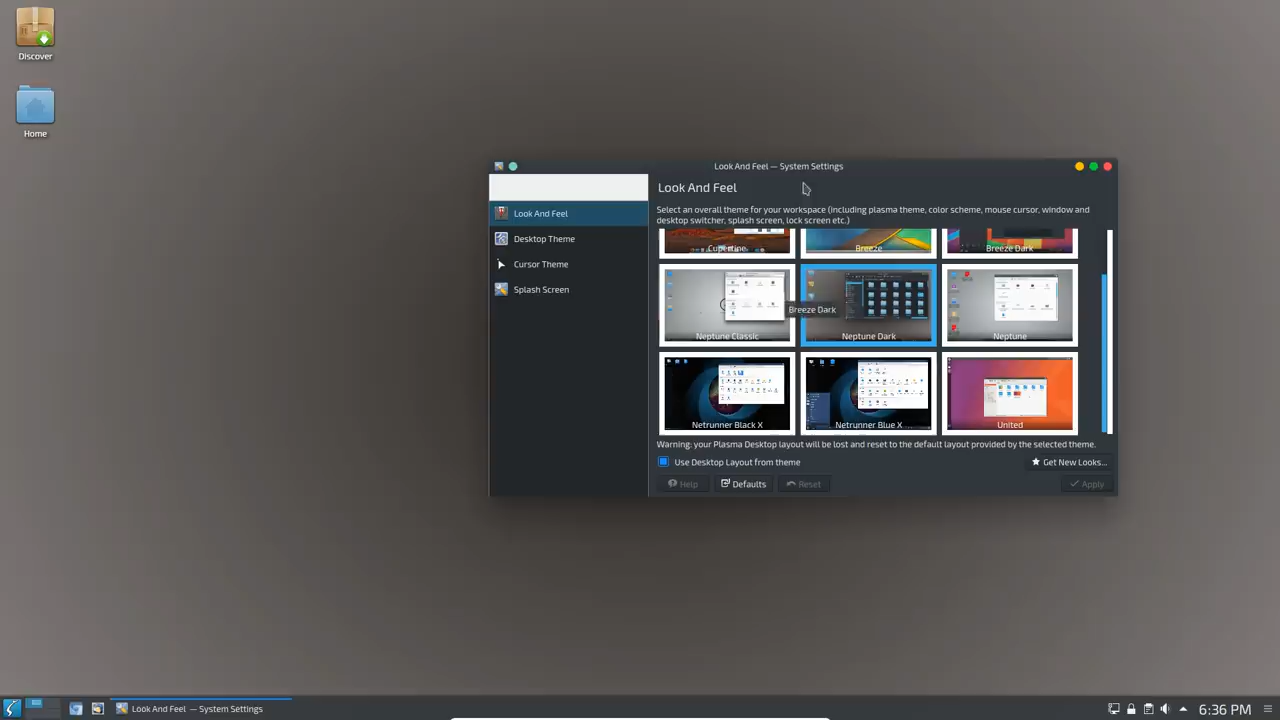 Discover
Home
Look And Feel — System Settings
Look And Feel
Look And Feel
Desktop Theme
Cursor Theme
Splash Screen
Select an overall theme for your workspace (including plasma theme, color scheme, mouse cursor, window and
desktop switcher, splash screen, lock screen etc.)
Cupertino
Breeze
Breeze Dark
Neptune Classic
Breeze Dark
Neptune Dark
Neptune
Netrunner Black X
Netrunner Blue X
United
Warning: your Plasma Desktop layout will be lost and reset to the default layout provided by the selected theme.
Use Desktop Layout from theme
Get New Looks...
Help
Defaults
Reset
Apply
Look And Feel — System Settings
6:36 PM